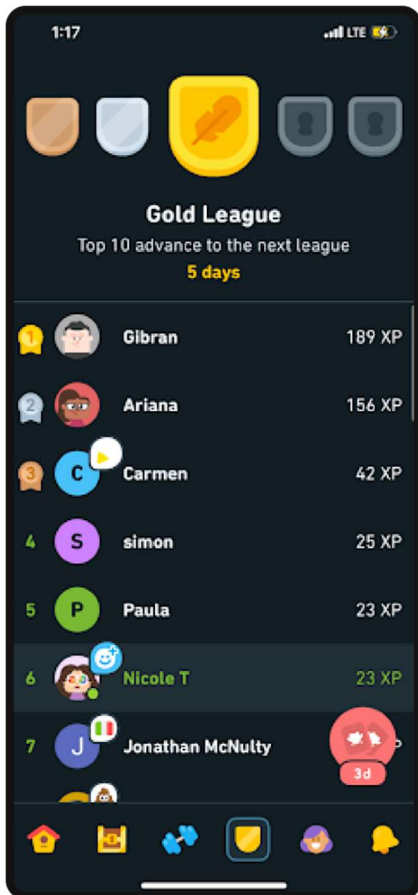 1:17 LTE
Gold League
Top 10 advance to the next league
5 days
1 Gibran 189 XP
2 Ariana 156 XP
3 C Carmen 42 XP
4 S simon 25 XP
5 P Paula 23 XP
6 Nicole T 23 XP
7 J Jonathan McNulty P
3d